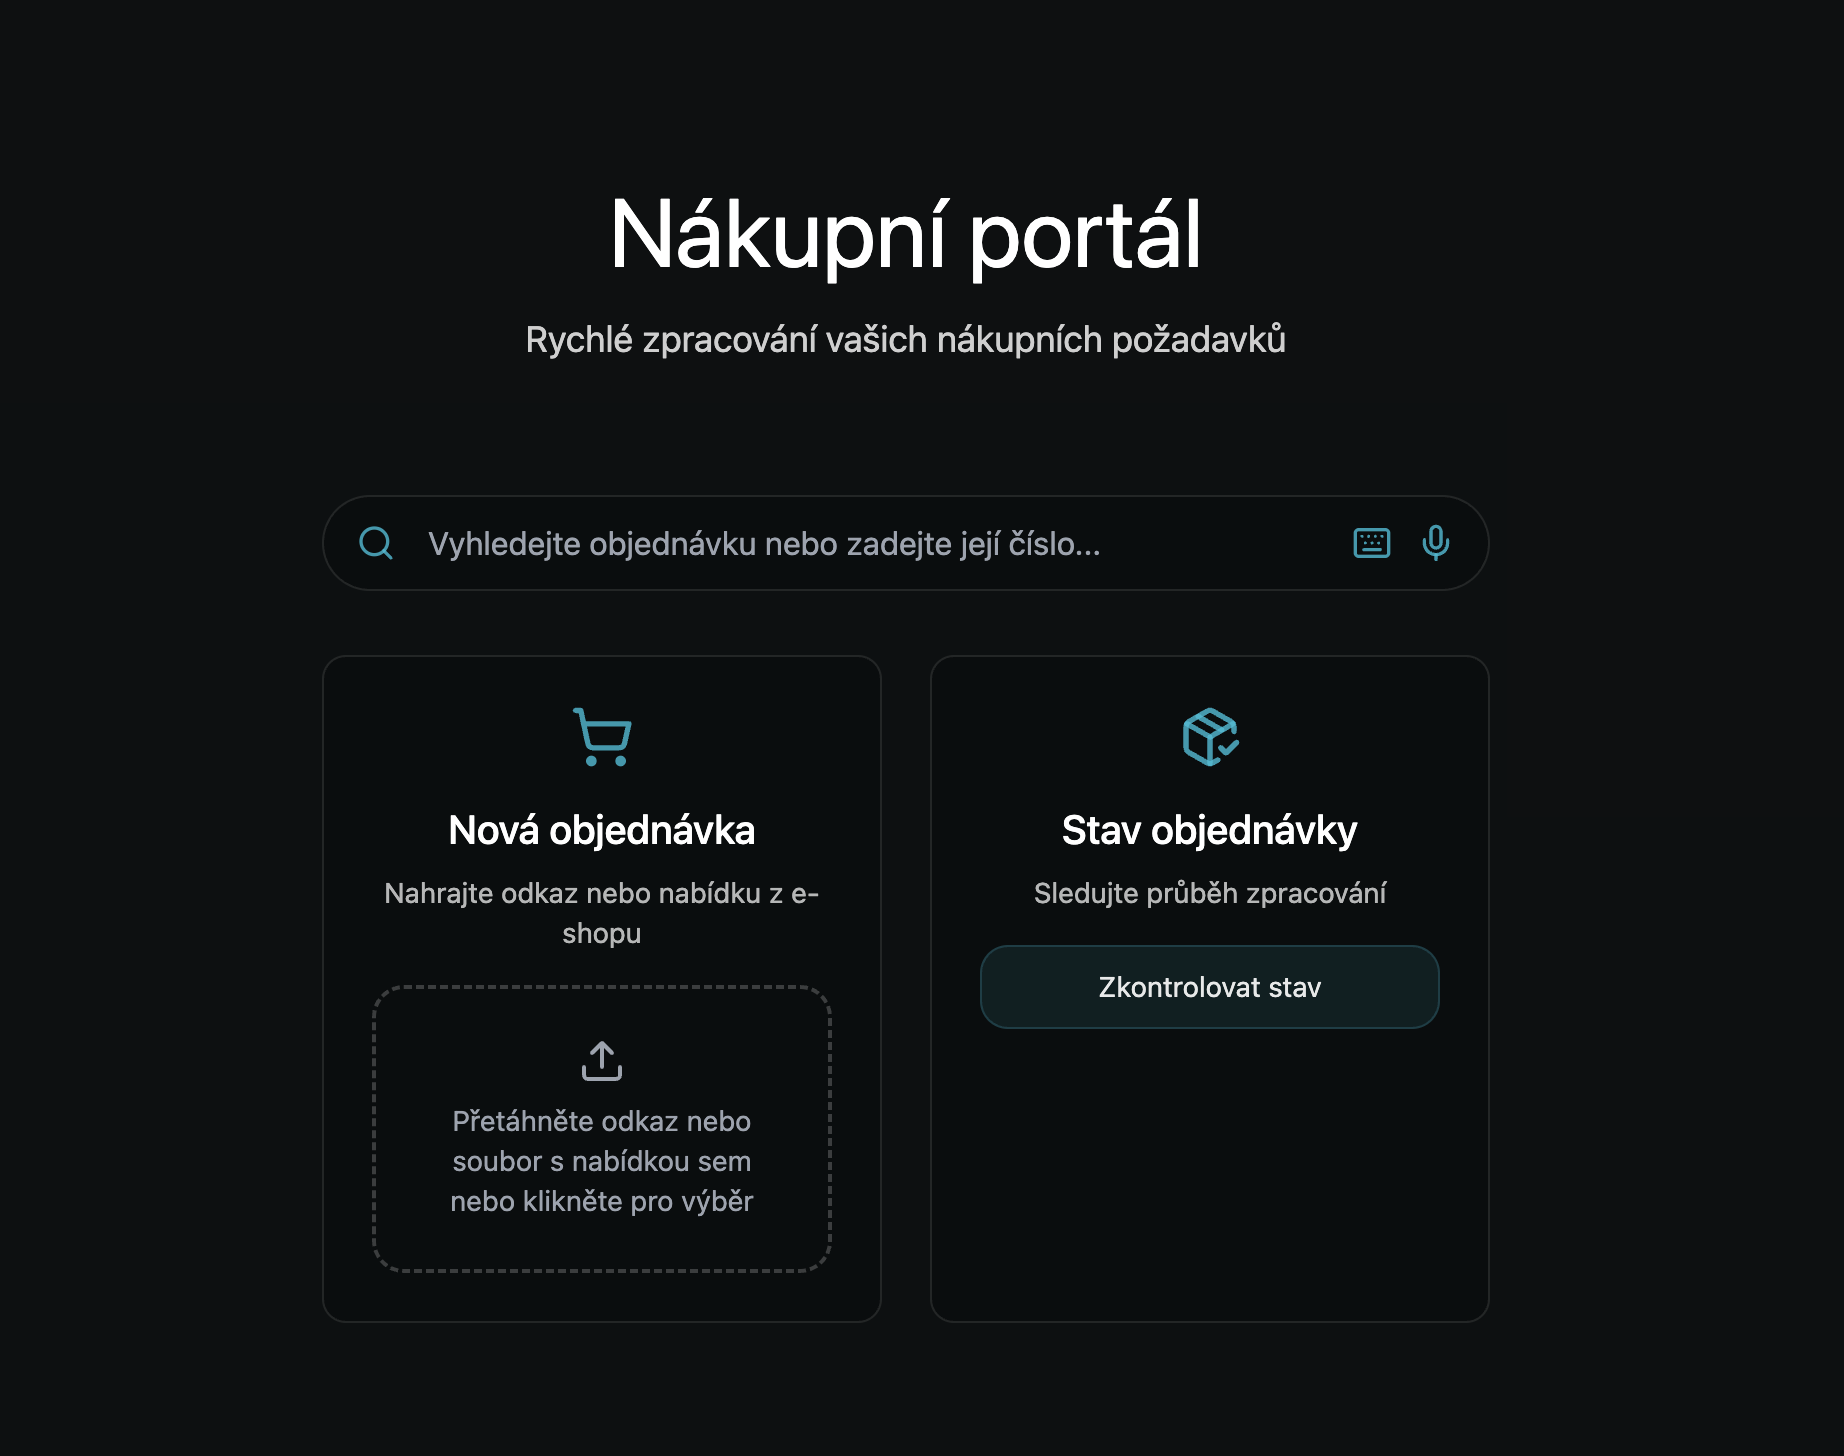 Nákupní portál
Rychlé zpracování vašich nákupních požadavků
Vyhledejte objednávku nebo zadejte její číslo...
Nová objednávka
Nahrajte odkaz nebo nabídku z e-
shopu
Přetáhněte odkaz nebo
soubor s nabídkou sem
nebo klikněte pro výběr
Stav objednávky
Sledujte průběh zpracování
Zkontrolovat stav